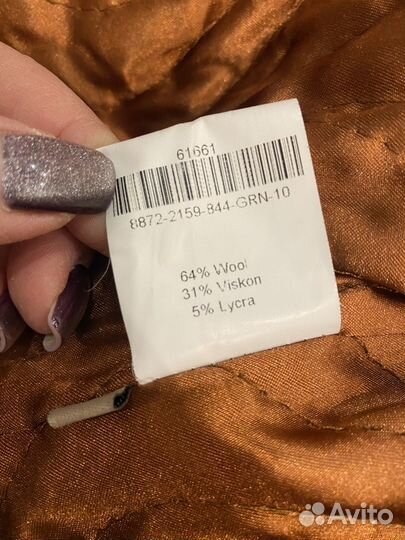 61661
8872-2159-844-GRN-10
64% Wool
31% Viskon
5% Lycra
Avito